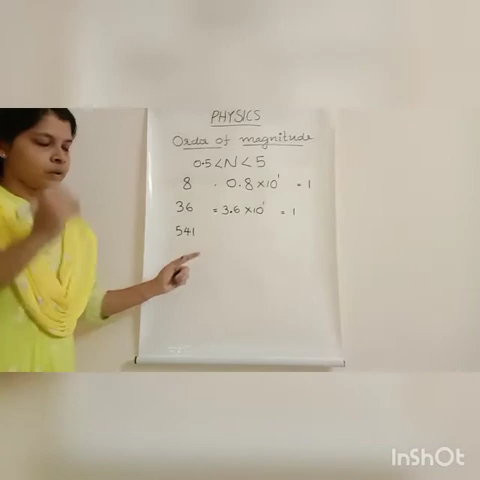 PHYSICS
Order of magnitude
0.5 < N < 5
8 . 0.8 × 10¹ = 1
36 = 3.6 × 10¹ = 1
541
InShOt